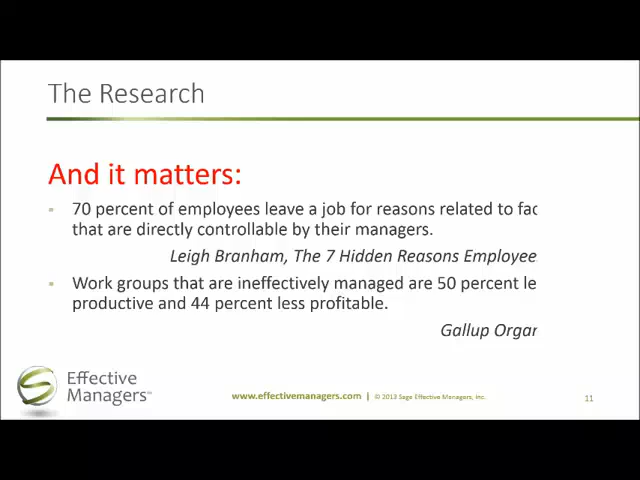 The Research
And it matters:
70 percent of employees leave a job for reasons related to fac
that are directly controllable by their managers.
Leigh Branham, The 7 Hidden Reasons Employee
Work groups that are ineffectively managed are 50 percent le
productive and 44 percent less profitable.
Gallup Organ
Effective
Managers
www.effectivemanagers.com | © 2013 Sage Effective Managers, Inc.
11